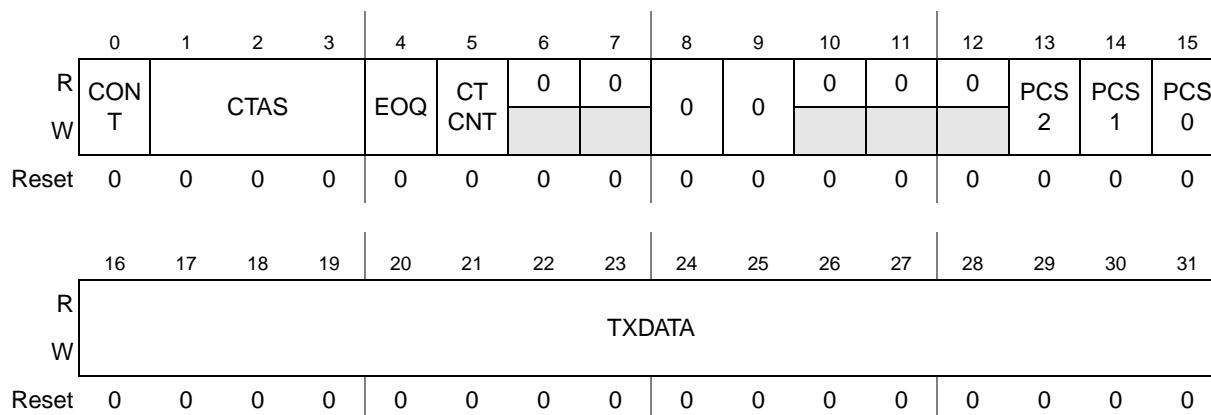 0 1 2 3 4 5 6 7 8 9 10 11 12 13 14 15
R CON T CTAS EOQ CT CNT 0 0 0 0 0 0 0 PCS 2 PCS 1 PCS 0
W
Reset 0 0 0 0 0 0 0 0 0 0 0 0 0 0 0 0
16 17 18 19 20 21 22 23 24 25 26 27 28 29 30 31
R
TXDATA
W
Reset 0 0 0 0 0 0 0 0 0 0 0 0 0 0 0 0